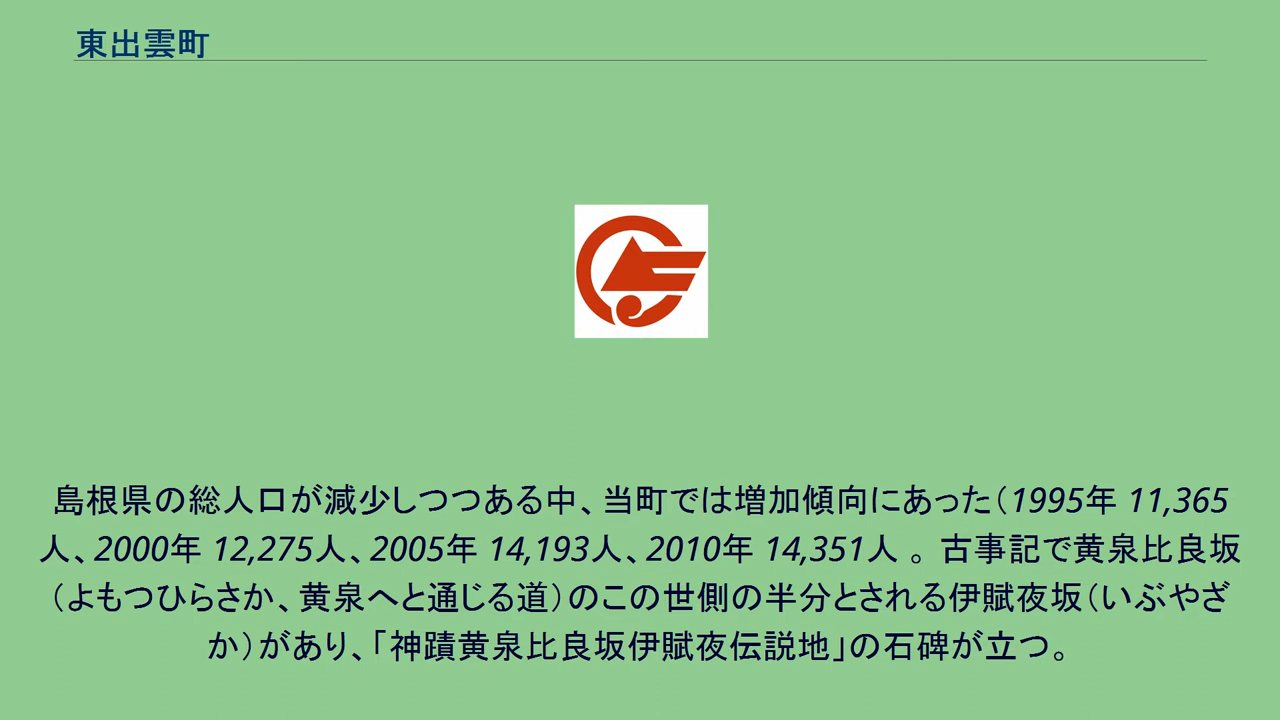 東出雲町
島根県の総人口が減少しつつある中、当町では増加傾向にあった（1995年 11,365
人、2000年 12,275人、2005年 14,193人、2010年 14,351人 。 古事記で黄泉比良坂
（よもつひらさか、黄泉へと通じる道）のこの世側の半分とされる伊賦夜坂（いぶやざ
か）があり、「神蹟黄泉比良坂伊賦夜伝説地」の石碑が立つ。